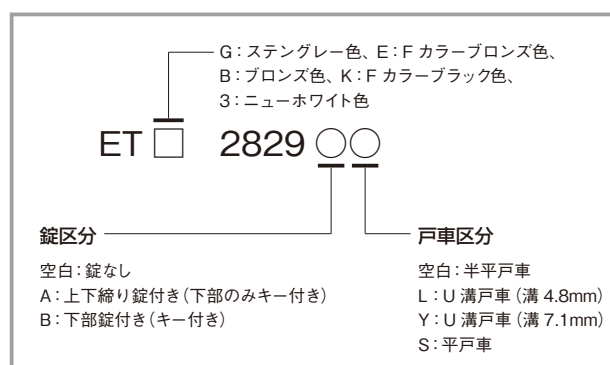 G：ステングレー色、E：Fカラーブロンズ色、
B：ブロンズ色、K：Fカラーブラック色、
3：ニューホワイト色
ET□ 2829○○
錠区分
空白：錠なし
A：上下締り錠付き（下部のみキー付き）
B：下部錠付き（キー付き）
戸車区分
空白：半平戸車
L：U溝戸車（溝4.8mm）
Y：U溝戸車（溝7.1mm）
S：平戸車